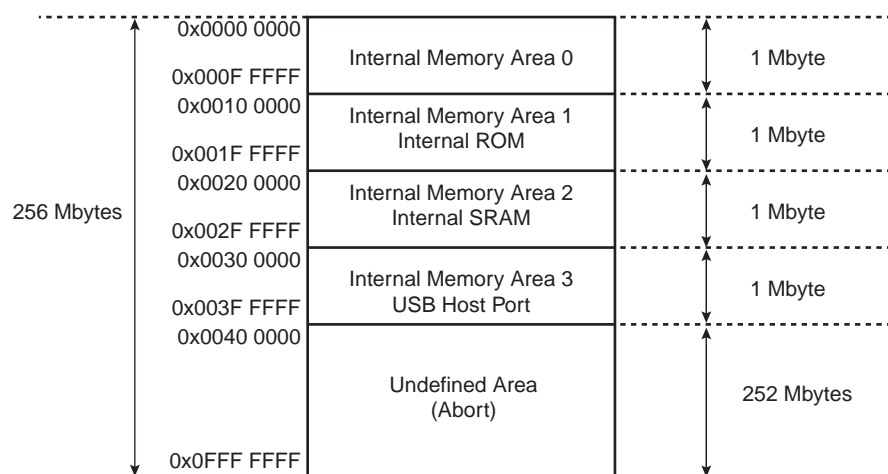 0x0000 0000
Internal Memory Area 0
1 Mbyte
0x000F FFFF
0x0010 0000
Internal Memory Area 1
Internal ROM
1 Mbyte
0x001F FFFF
0x0020 0000
256 Mbytes
Internal Memory Area 2
Internal SRAM
1 Mbyte
0x002F FFFF
0x0030 0000
Internal Memory Area 3
USB Host Port
1 Mbyte
0x003F FFFF
0x0040 0000
Undefined Area
(Abort)
252 Mbytes
0x0FFF FFFF